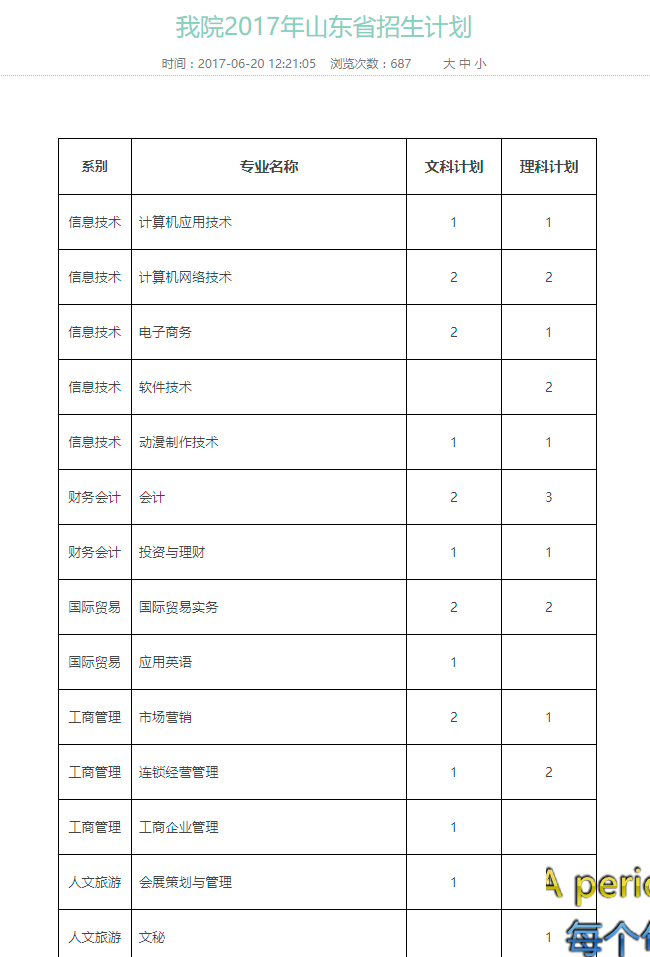 我院2017年山东省招生计划
时间：2017-06-20 12:21:05 浏览次数：687 大 中 小
系别 专业名称 文科计划 理科计划
信息技术 计算机应用技术 1 1
信息技术 计算机网络技术 2 2
信息技术 电子商务 2 1
信息技术 软件技术 2
信息技术 动漫制作技术 1 1
财务会计 会计 2 3
财务会计 投资与理财 1 1
国际贸易 国际贸易实务 2 2
国际贸易 应用英语 1
工商管理 市场营销 2 1
工商管理 连锁经营管理 1 2
工商管理 工商企业管理 1
人文旅游 会展策划与管理 1
A
人文旅游 文秘 1
每个